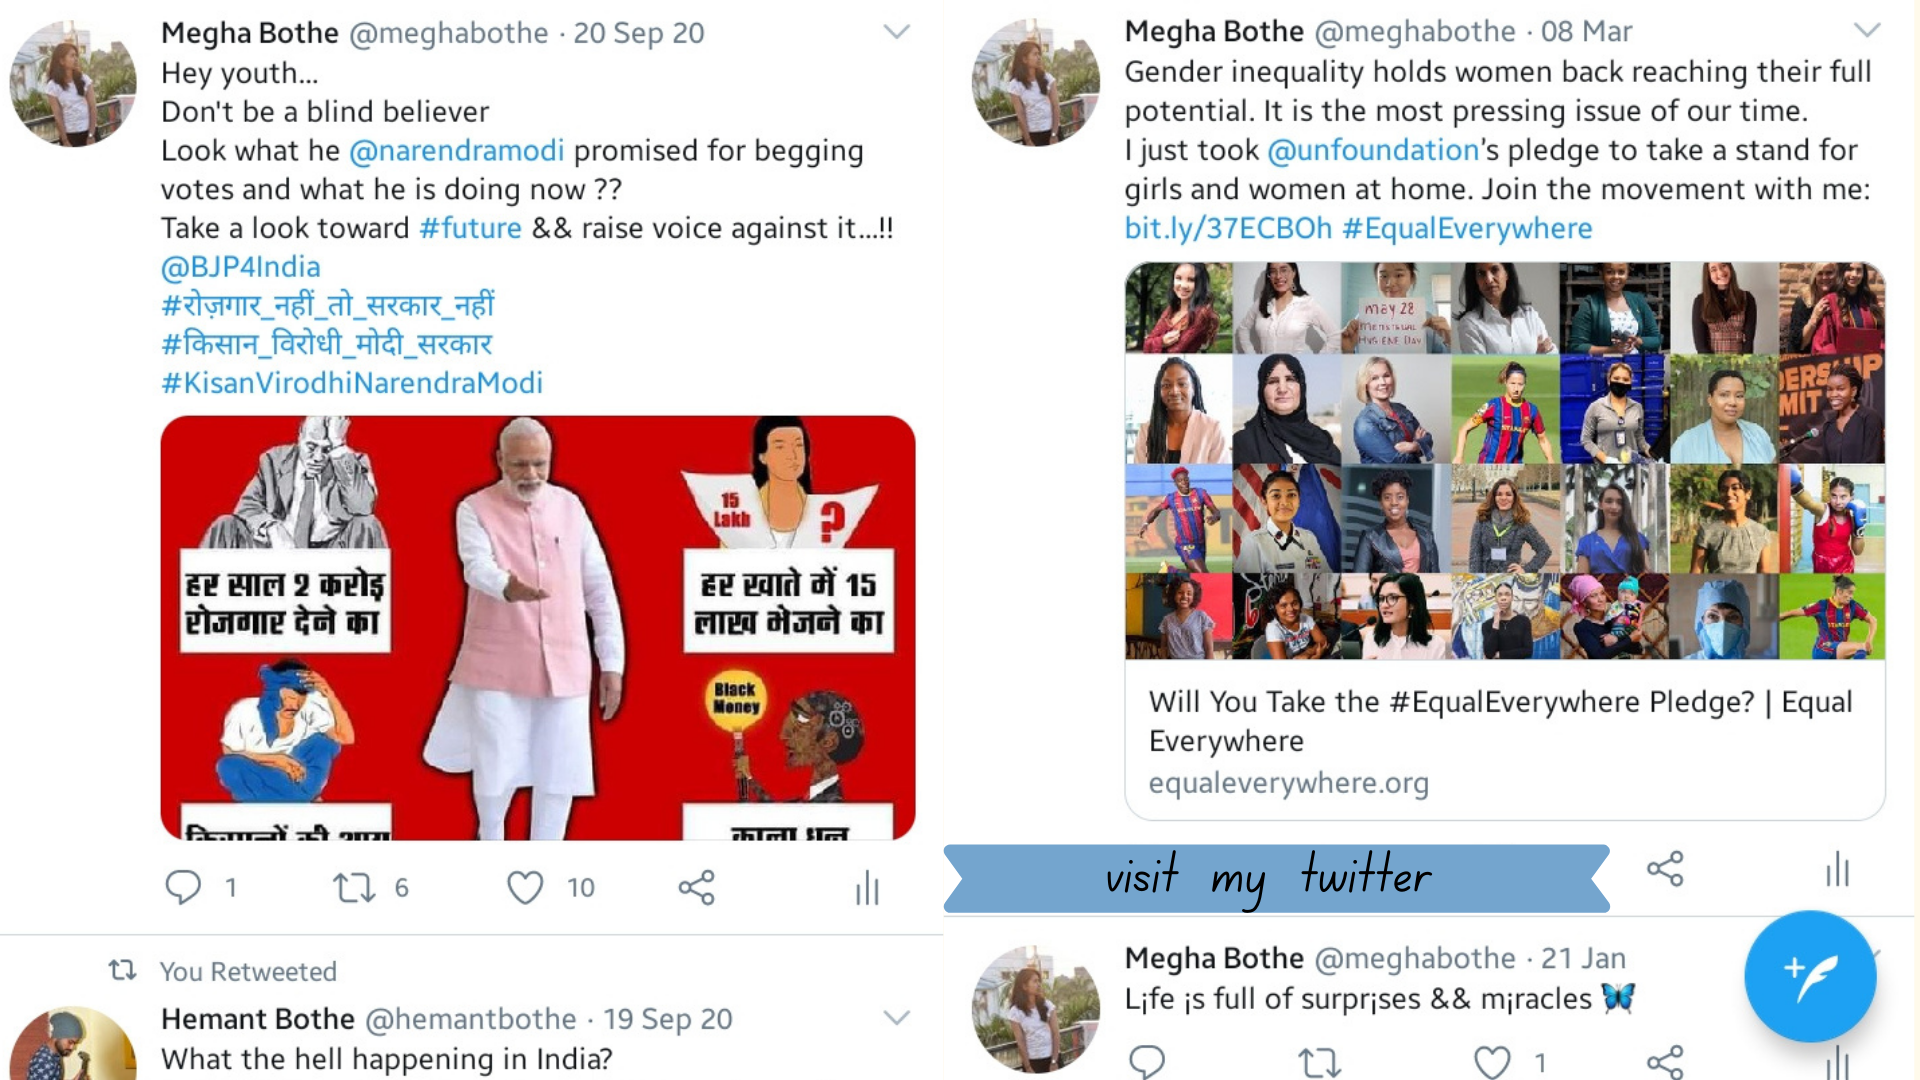 Megha Bothe @meghabothe · 20 Sep 20
Hey youth...
Don't be a blind believer
Look what he @narendramodi promised for begging
votes and what he is doing now ??
Take a look toward #future && raise voice against it...!!
@BJP4India
#रोज़गार_नहीं_तो_सरकार_नहीं
#किसान_विरोधी_मोदी_सरकार
#KisanVirodhiNarendraModi
15
Lakh
?
हर साल 2 करोड़
रोजगार देने का
हर खाते में 15
लाख भेजने का
Black
Money
किसानों की आय
काला धन
1 6 10
You Retweeted
Hemant Bothe @hemantbothe · 19 Sep 20
What the hell happening in India?
Megha Bothe @meghabothe · 08 Mar
Gender inequality holds women back reaching their full
potential. It is the most pressing issue of our time.
I just took @unfoundation's pledge to take a stand for
girls and women at home. Join the movement with me:
bit.ly/37ECBOh #EqualEverywhere
may 28
menstrual
HYGIENE DAY
Will You Take the #EqualEverywhere Pledge? | Equal
Everywhere
equaleverywhere.org
visit my twitter
Megha Bothe @meghabothe · 21 Jan
L¡fe ¡s full of surpr¡ses && m¡racles 🦋
1